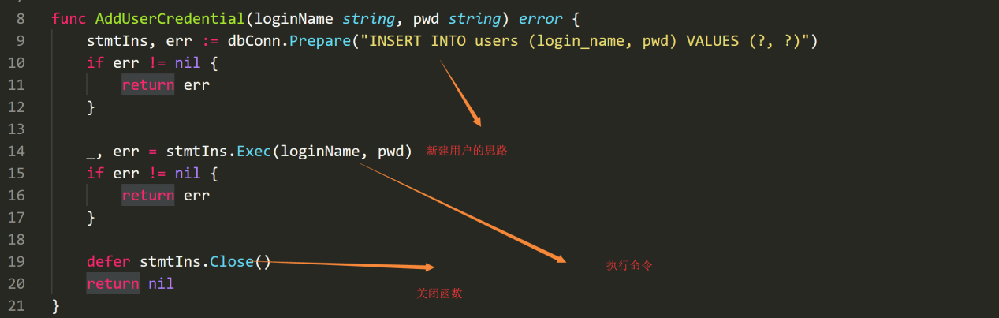 8 func AddUserCredential(loginName string, pwd string) error {
9 stmtIns, err := dbConn.Prepare("INSERT INTO users (login_name, pwd) VALUES (?, ?)")
10 if err != nil {
11 return err
12 }
13
14 _, err = stmtIns.Exec(loginName, pwd) 新建用户的思路
15 if err != nil {
16 return err
17 }
18
19 defer stmtIns.Close()
执行命令
20 return nil
关闭函数
21 }